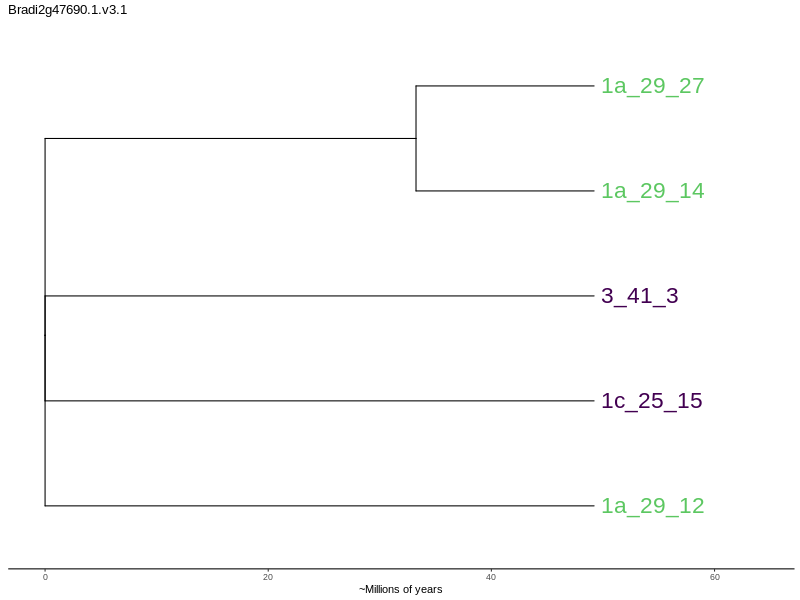 Bradi2g47690.1.v3.1
1a_29_27
1a_29_14
3_41_3
1c_25_15
1a_29_12
0 20 40 60
~Millions of years